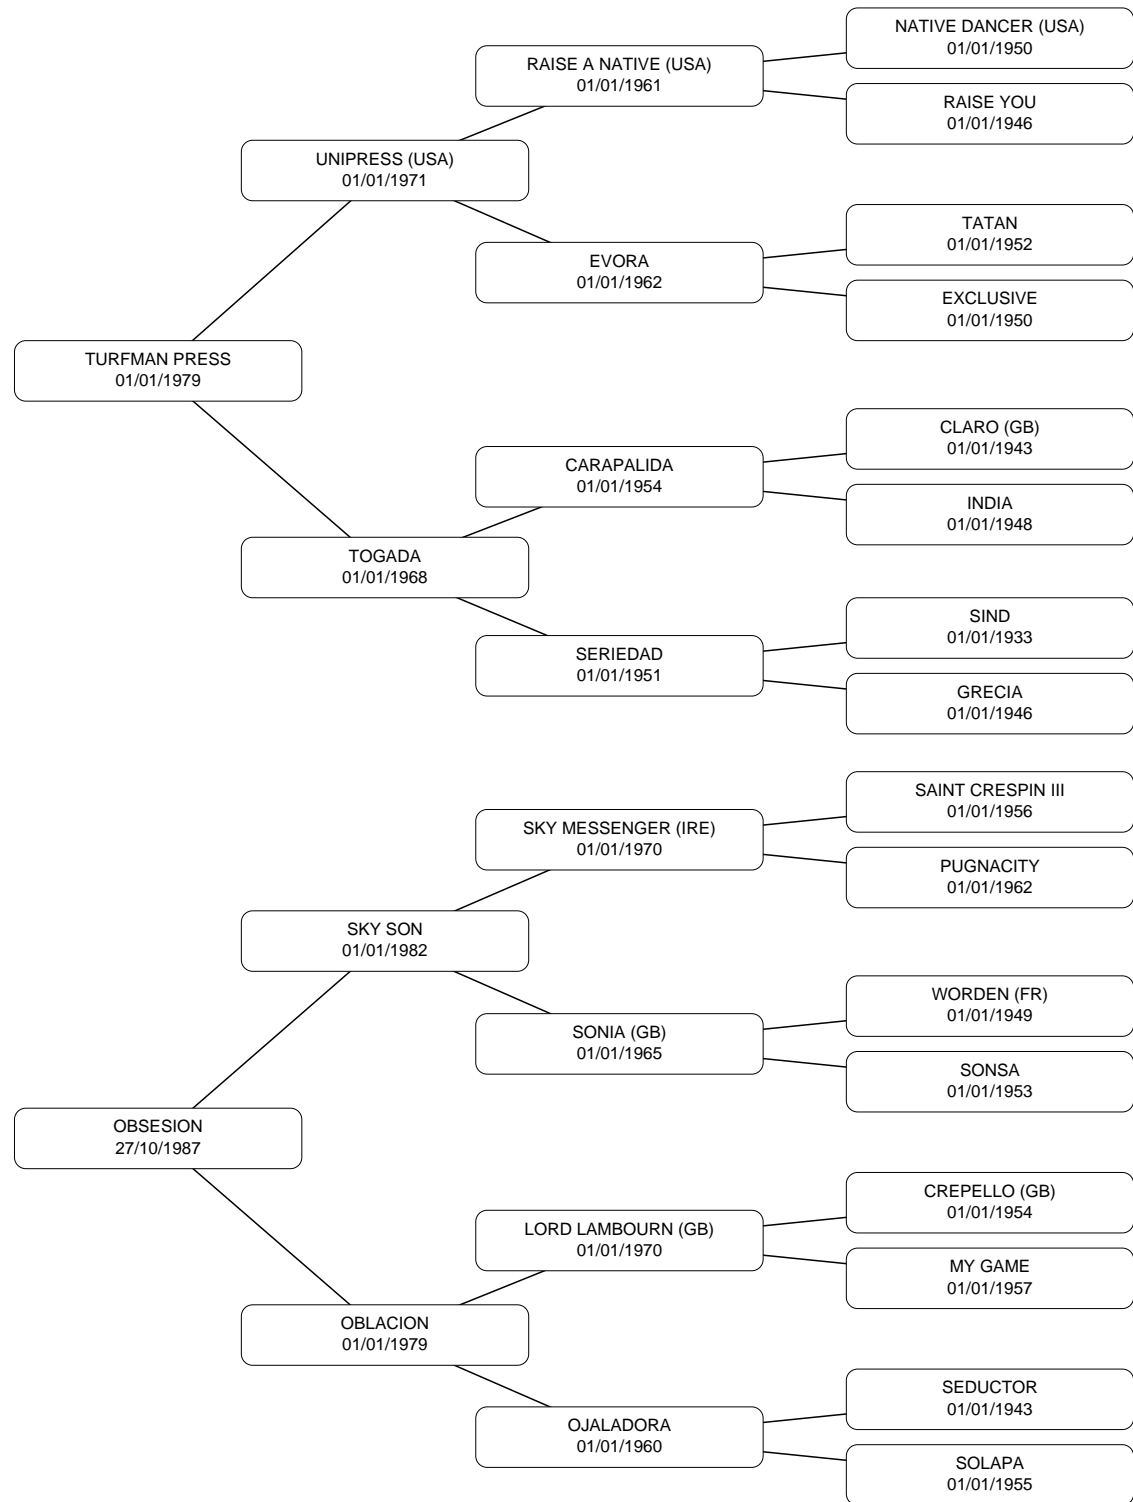 NATIVE DANCER (USA)
01/01/1950
RAISE A NATIVE (USA)
01/01/1961
RAISE YOU
01/01/1946
UNIPRESS (USA)
01/01/1971
TATAN
01/01/1952
EVORA
01/01/1962
EXCLUSIVE
01/01/1950
TURFMAN PRESS
01/01/1979
CLARO (GB)
01/01/1943
CARAPALIDA
01/01/1954
INDIA
01/01/1948
TOGADA
01/01/1968
SIND
01/01/1933
SERIEDAD
01/01/1951
GRECIA
01/01/1946
SAINT CRESPIN III
01/01/1956
SKY MESSENGER (IRE)
01/01/1970
PUGNACITY
01/01/1962
SKY SON
01/01/1982
WORDEN (FR)
01/01/1949
SONIA (GB)
01/01/1965
SONSA
01/01/1953
OBSESION
27/10/1987
CREPELLO (GB)
01/01/1954
LORD LAMBOURN (GB)
01/01/1970
MY GAME
01/01/1957
OBLACION
01/01/1979
SEDUCTOR
01/01/1943
OJALADORA
01/01/1960
SOLAPA
01/01/1955